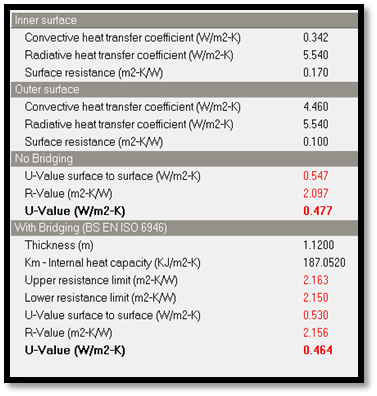 Inner surface
Convective heat transfer coefficient (W/m2-K) 0.342
Radiative heat transfer coefficient (W/m2-K) 5.540
Surface resistance (m2-K/W) 0.170
Outer surface
Convective heat transfer coefficient (W/m2-K) 4.460
Radiative heat transfer coefficient (W/m2-K) 5.540
Surface resistance (m2-K/W) 0.100
No Bridging
U-Value surface to surface (W/m2-K) 0.547
R-Value (m2-K/W) 2.097
U-Value (W/m2-K) 0.477
With Bridging (BS EN ISO 6946)
Thickness (m) 1.1200
Km - Internal heat capacity (KJ/m2-K) 187.0520
Upper resistance limit (m2-K/W) 2.163
Lower resistance limit (m2-K/W) 2.150
U-Value surface to surface (W/m2-K) 0.530
R-Value (m2-K/W) 2.156
U-Value (W/m2-K) 0.464